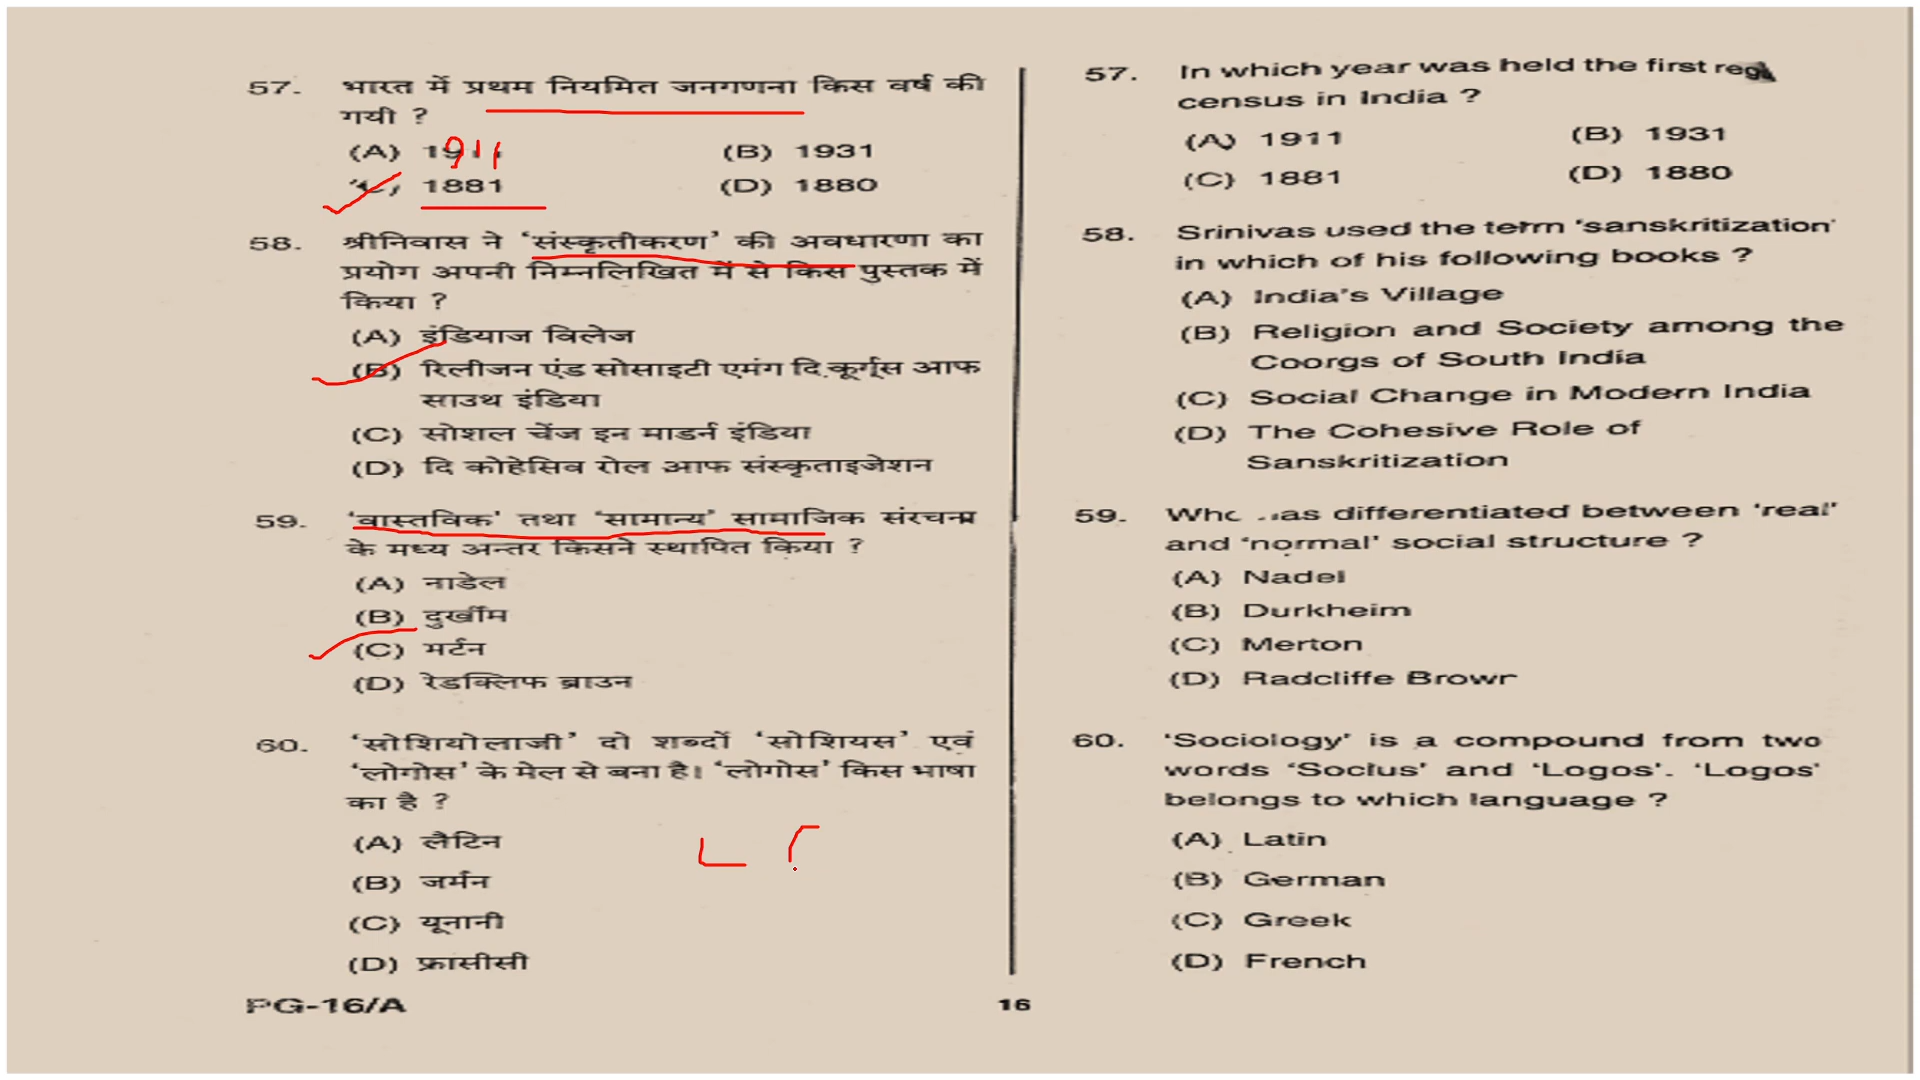 57. भारत में प्रथम नियमित जनगणना किस वर्ष की
गयी ?
(A) 1911
(B) 1931
(C) 1881
(D) 1880
58. श्रीनिवास ने ‘संस्कृतीकरण’ की अवधारणा का
प्रयोग अपनी निम्नलिखित में से किस पुस्तक में
किया ?
(A) इंडियाज विलेज
(B) रिलीजन एंड सोसाइटी एमंग दि कूर्ग्स आफ
साउथ इंडिया
(C) सोशल चेंज इन माडर्न इंडिया
(D) दि कोहेसिव रोल आफ संस्कृताइजेशन
59. ‘वास्तविक’ तथा ‘सामान्य’ सामाजिक संरचना
के मध्य अन्तर किसने स्थापित किया ?
(A) नाडेल
(B) दुर्खीम
(C) मर्टन
(D) रेडक्लिफ ब्राउन
60. ‘सोशियोलाजी’ दो शब्दों ‘सोशियस’ एवं
‘लोगोस’ के मेल से बना है। ‘लोगोस’ किस भाषा
का है ?
(A) लैटिन
(B) जर्मन
(C) यूनानी
(D) फ्रासीसी
PG-16/A
16
57. In which year was held the first
census in India ?
(A) 1911
(B) 1931
(C) 1881
(D) 1880
58. Srinivas used the term ‘sanskritization’
in which of his following books ?
(A) India’s Village
(B) Religion and Society among the
Coorgs of South India
(C) Social Change in Modern India
(D) The Cohesive Role of
Sanskritization
59. Who has differentiated between ‘real’
and ‘normal’ social structure ?
(A) Nadel
(B) Durkheim
(C) Merton
(D) Radcliffe Brown
60. ‘Sociology’ is a compound from two
words ‘Socius’ and ‘Logos’. ‘Logos’
belongs to which language ?
(A) Latin
(B) German
(C) Greek
(D) French